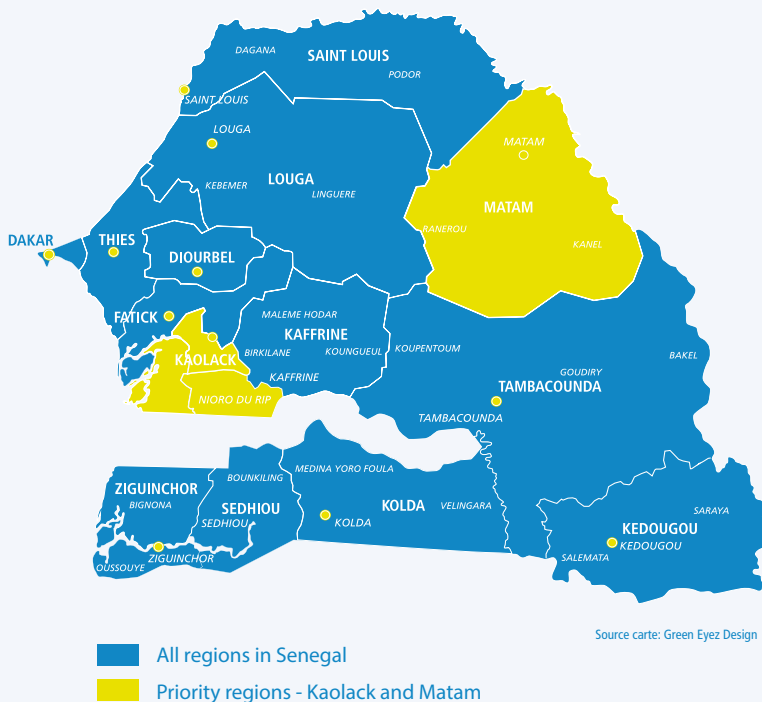 DAGANA
SAINT LOUIS
PODOR
SAINT LOUIS
LOUGA
MATAM
LOUGA
KEBEMER
LINGUERE
MATAM
RANEROU
KANEL
DAKAR
THIES
DIOURBEL
FATICK
MALEME HODAR
KAFFRINE
KAOLACK
BIRKILANE
KOUNGUEUL
KOUPENTOUM
BAKEL
GOUDIRY
KAFFRINE
TAMBACOUNDA
NIORO DU RIP
TAMBACOUNDA
MEDINA YORO FOULA
BOUNKILING
ZIGUINCHOR
BIGNONA
SEDHIOU
SEDHIOU
KOLDA
VELINGARA
KOLDA
SARAYA
KEDOUGOU
KEDOUGOU
SALEMATA
ZIGUINCHOR
OUSSOUYE
Source carte: Green Eyez Design
All regions in Senegal
Priority regions - Kaolack and Matam